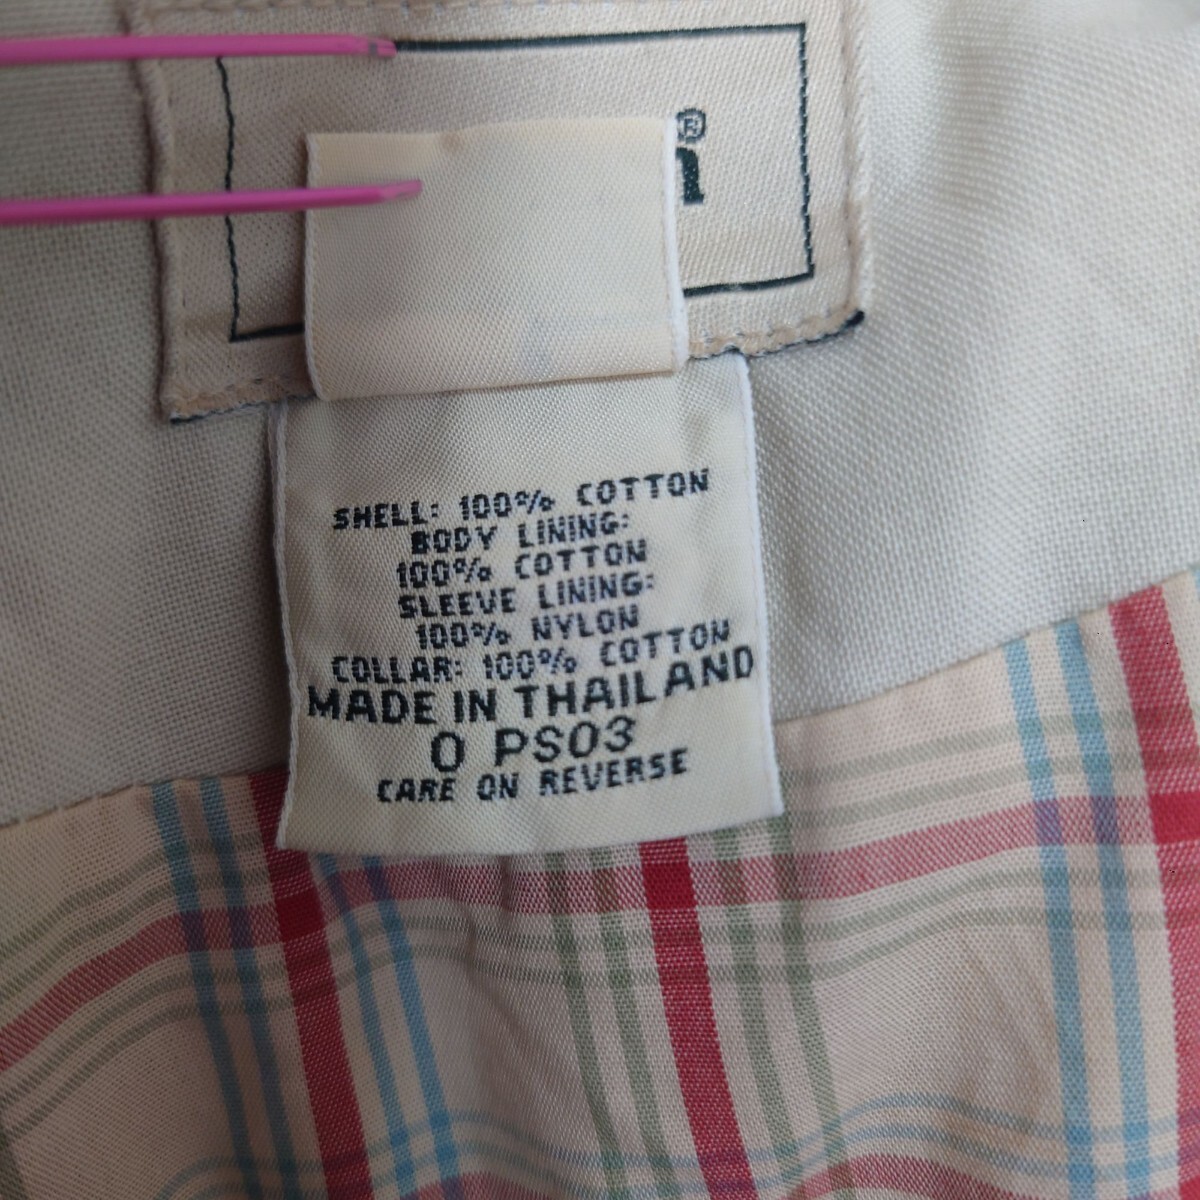 ®
SHELL: 100% COTTON
BODY LINING:
100% COTTON
SLEEVE LINING:
100% NYLON
COLLAR: 100% COTTON
MADE IN THAILAND
0 PS03
CARE ON REVERSE